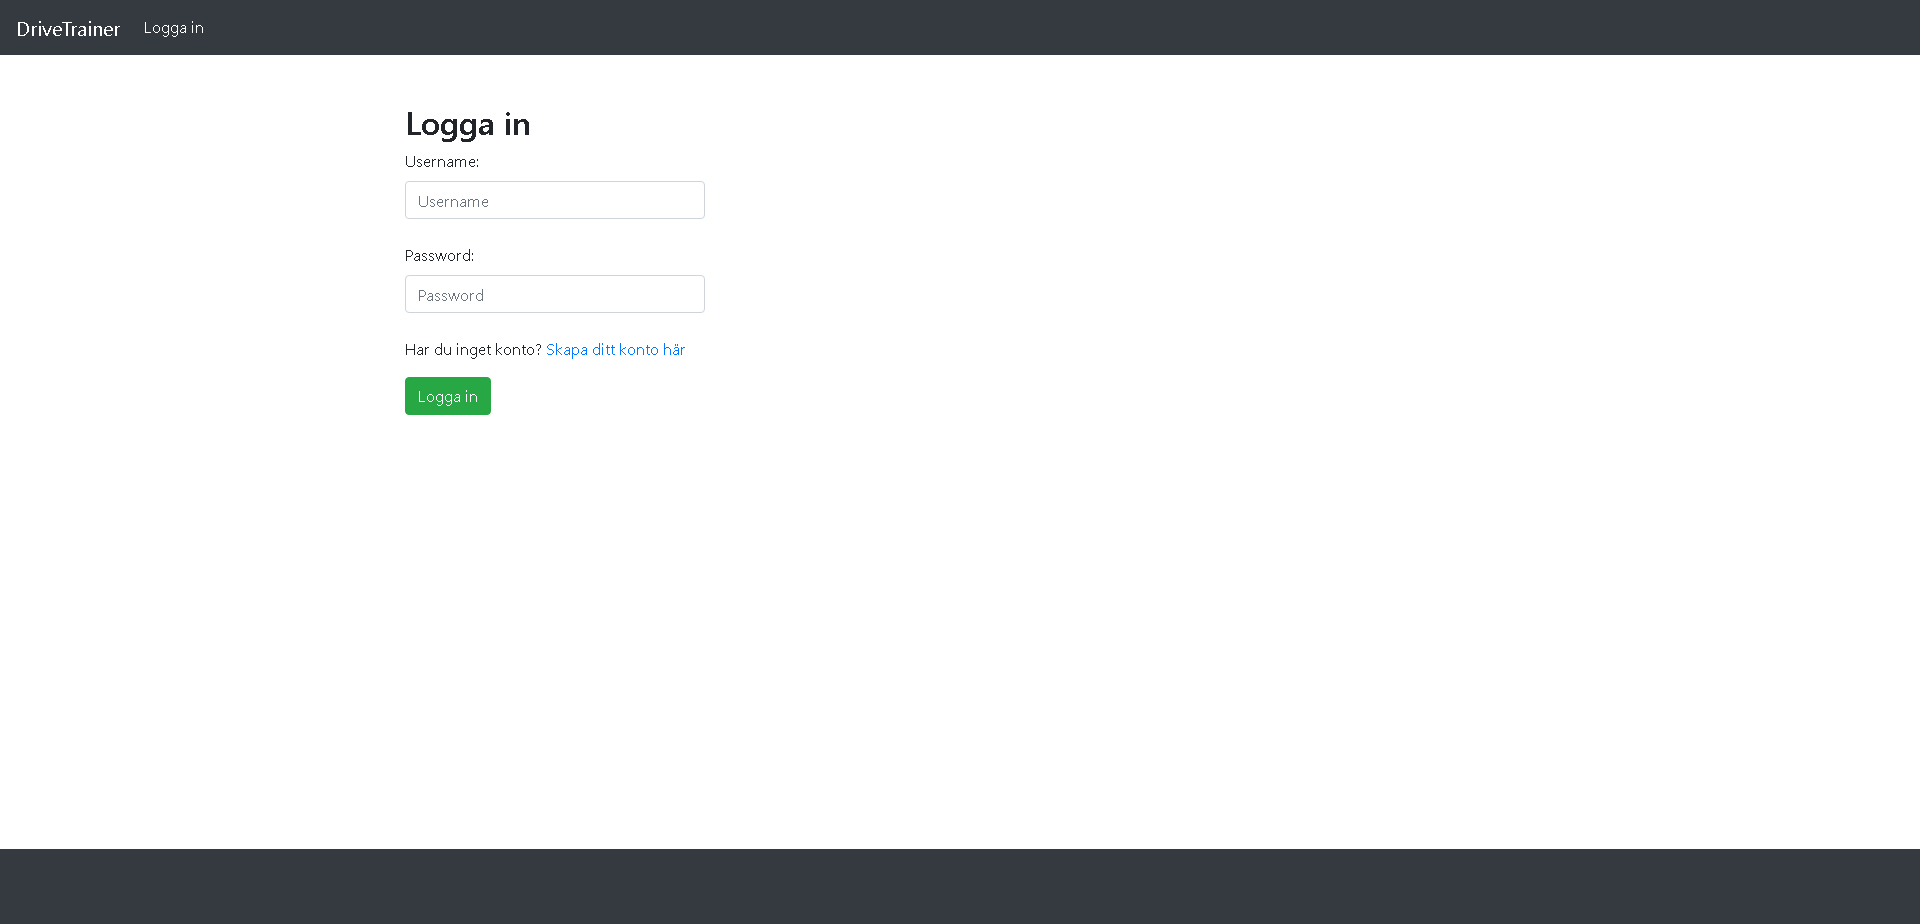 DriveTrainer Logga in
Logga in
Username:
Username
Password:
Password
Har du inget konto? Skapa ditt konto här
Logga in